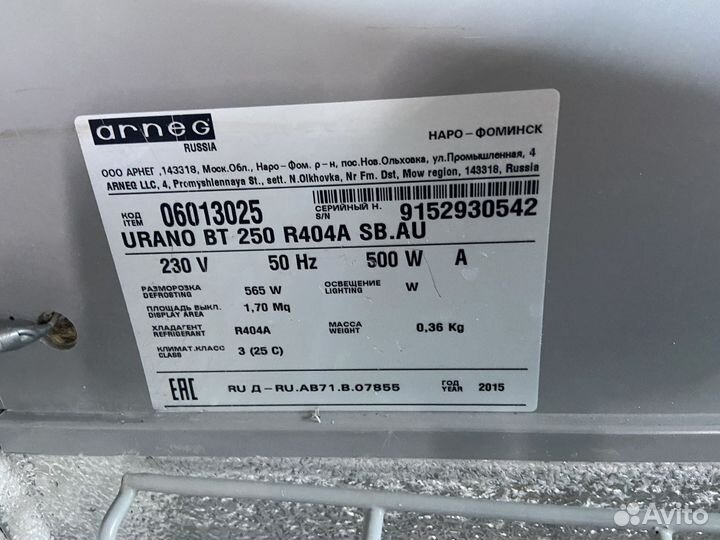 arneg
RUSSIA
НАРО-ФОМИНСК
ООО АРНЕГ ,143318, Моск.Обл., Наро-Фом. р-н, пос.Нов.Ольховка, ул.Промышленная, 4
ARNEG LLC, 4, Promyshlennaya St., sett. N.Olkhovka, Nr Fm. Dst, Mow region, 143318, Russia
КОД
ITEM 06013025 СЕРИЙНЫЙ Н.
S/N 9152930542
URANO BT 250 R404A SB.AU
230 V 50 Hz 500 W A
РАЗМОРОЗКА
DEFROSTING 565 W ОСВЕЩЕНИЕ
LIGHTING W
ПЛОЩАДЬ ВЫКЛ.
DISPLAY AREA 1,70 Mq
ХЛАДАГЕНТ
REFRIGERANT R404A МАССА
WEIGHT 0,36 Kg
КЛИМАТ.КЛАСС
CLASS 3 (25 C)
EAC RU Д-RU.АВ71.В.07855 ГОД
YEAR 2015
Avito